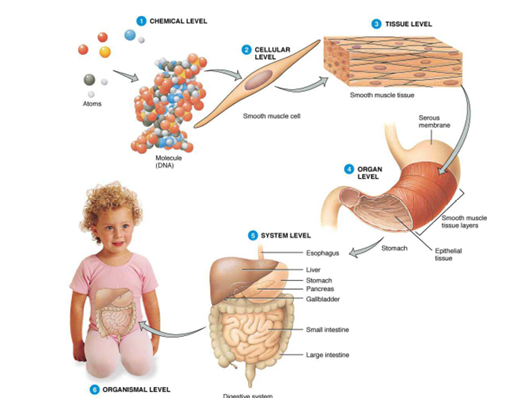 1 CHEMICAL LEVEL
Atoms
Molecule
(DNA)
2 CELLULAR
LEVEL
Smooth muscle cell
3 TISSUE LEVEL
Smooth muscle tissue
Serous
membrane
4 ORGAN
LEVEL
Smooth muscle
tissue layers
Stomach
Epithelial
tissue
5 SYSTEM LEVEL
Esophagus
Liver
Stomach
Pancreas
Gallbladder
Small intestine
Large intestine
Digestive system
6 ORGANISMAL LEVEL